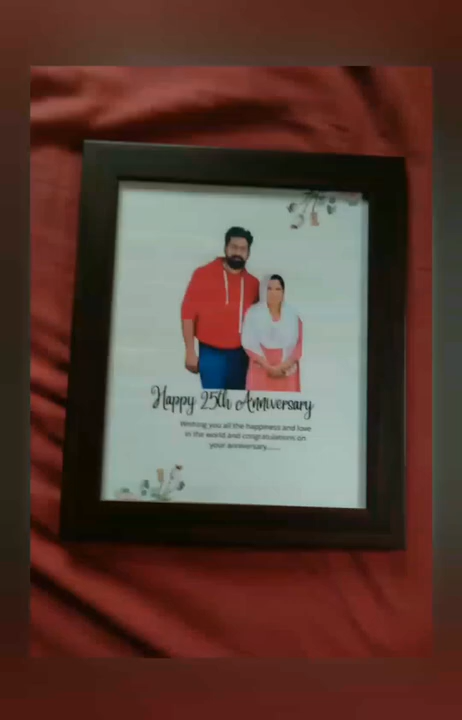 Happy 25th Anniversary
Wishing you all the happiness and love
in the world and congratulations on
your anniversary......